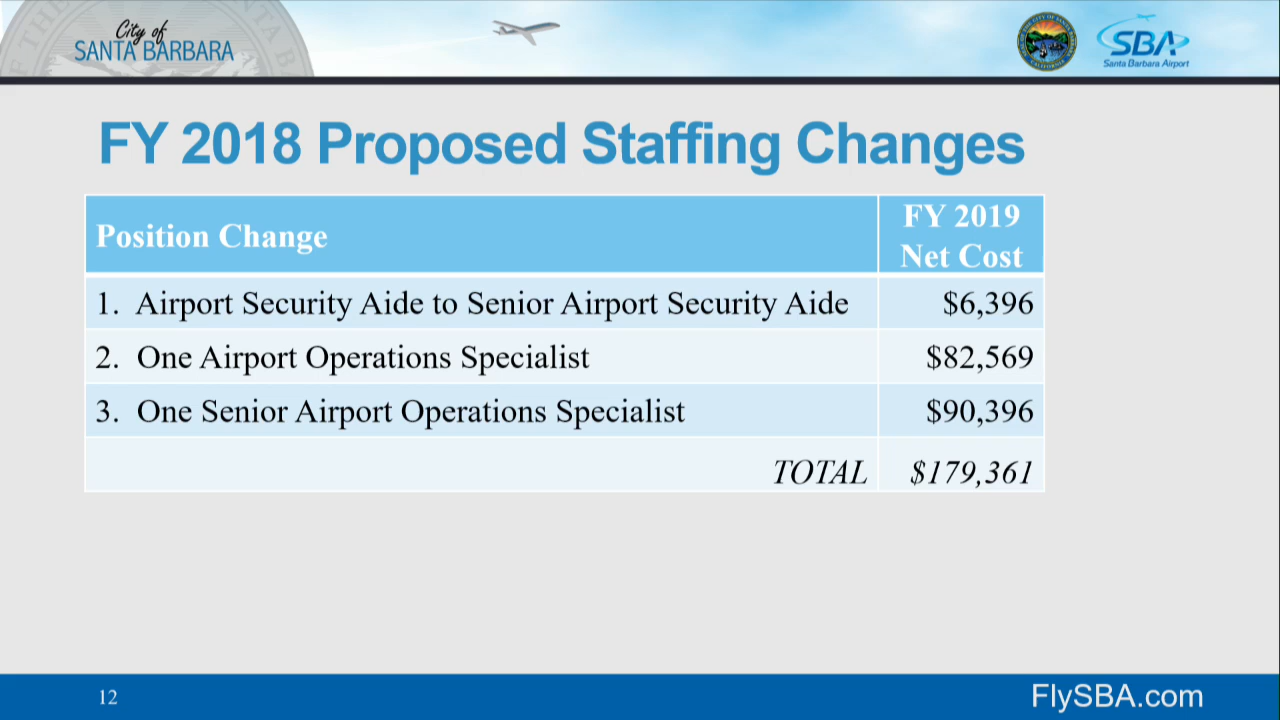 City of
SANTA BARBARA
SBA
Santa Barbara Airport
FY 2018 Proposed Staffing Changes
Position Change
FY 2019
Net Cost
1. Airport Security Aide to Senior Airport Security Aide $6,396
2. One Airport Operations Specialist $82,569
3. One Senior Airport Operations Specialist $90,396
TOTAL $179,361
12
FlySBA.com